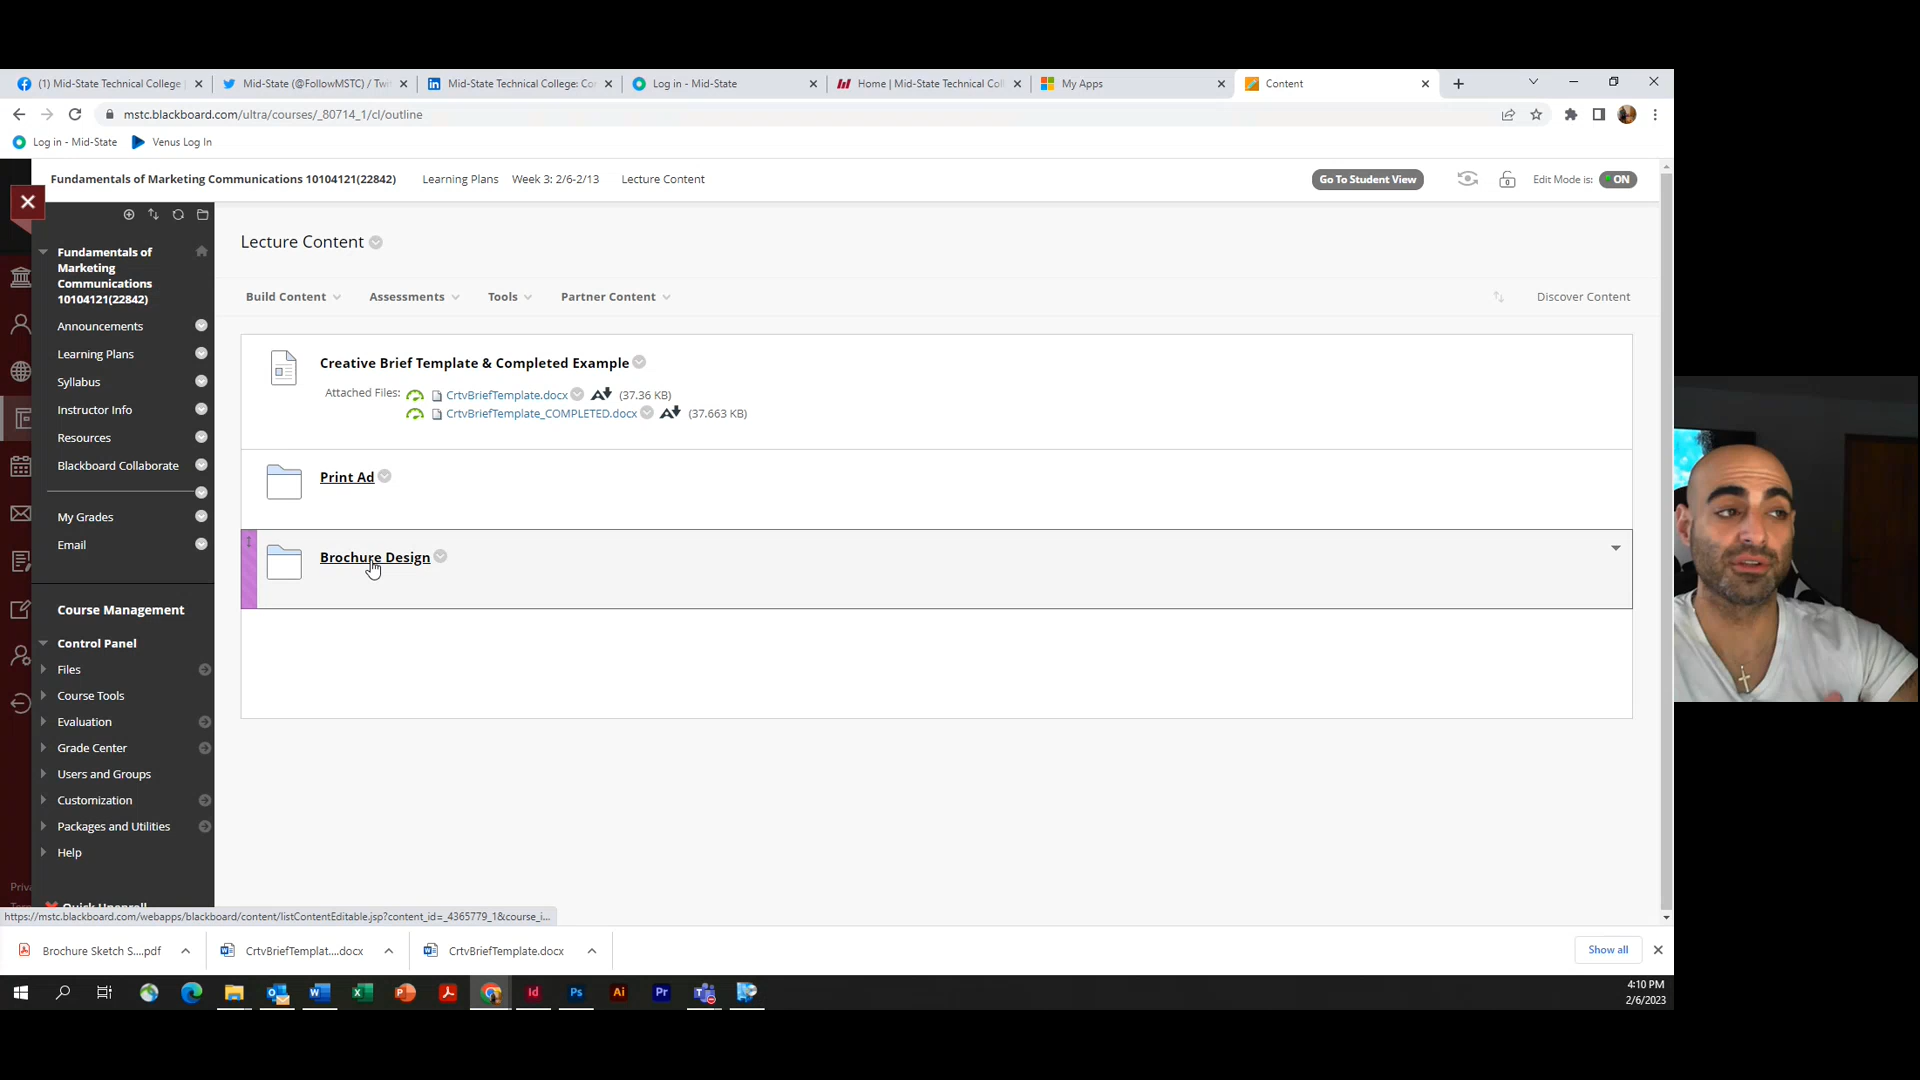 (1) Mid-State Technical College |
Mid-State (@FollowMSTC) / Twit
Mid-State Technical College: Co
Log in - Mid-State
Home | Mid-State Technical Coll
My Apps
Content
mstc.blackboard.com/ultra/courses/_80714_1/cl/outline
Log in - Mid-State
Venus Log In
Fundamentals of Marketing Communications 10104121(22842)
Learning Plans
Week 3: 2/6-2/13
Lecture Content
Go To Student View
Edit Mode is:
ON
Fundamentals of
Marketing
Communications
10104121(22842)
Announcements
Learning Plans
Syllabus
Instructor Info
Resources
Blackboard Collaborate
My Grades
Email
Course Management
Control Panel
Files
Course Tools
Evaluation
Grade Center
Users and Groups
Customization
Packages and Utilities
Help
Lecture Content
Build Content
Assessments
Tools
Partner Content
Discover Content
Creative Brief Template & Completed Example
Attached Files:
CrtvBriefTemplate.docx
(37.36 KB)
CrtvBriefTemplate_COMPLETED.docx
(37.663 KB)
Print Ad
Brochure Design
https://mstc.blackboard.com/webapps/blackboard/content/listContentEditable.jsp?content_id=_4365779_1&course_i...
Brochure Sketch S....pdf
CrtvBriefTemplat....docx
CrtvBriefTemplate.docx
Show all
Id
Ps
Ai
Pr
4:10 PM
2/6/2023